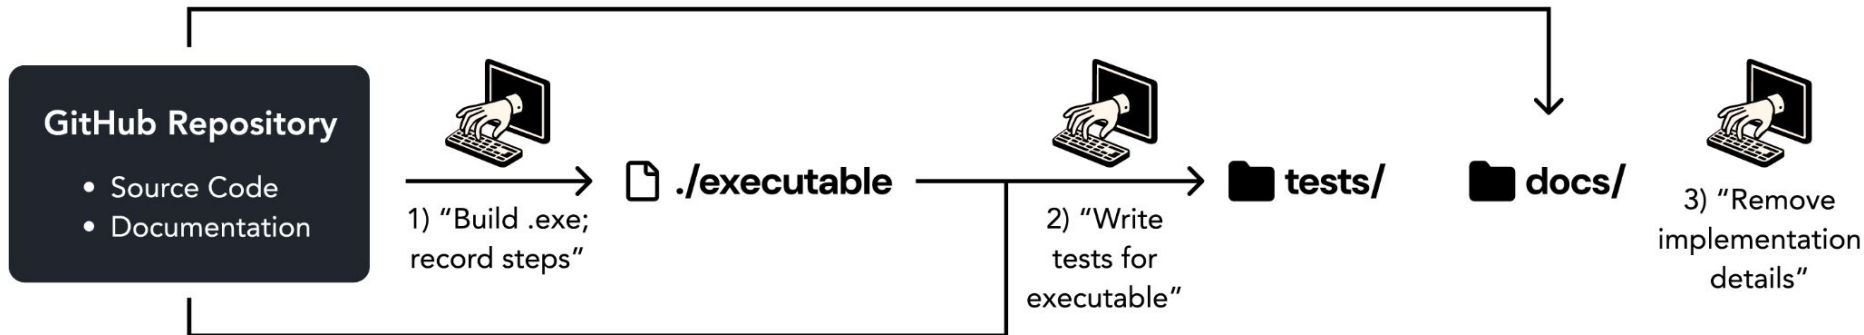 GitHub Repository
• Source Code
• Documentation
1) “Build .exe;
record steps”
./executable
2) “Write
tests for
executable”
tests/
docs/
3) “Remove
implementation
details”